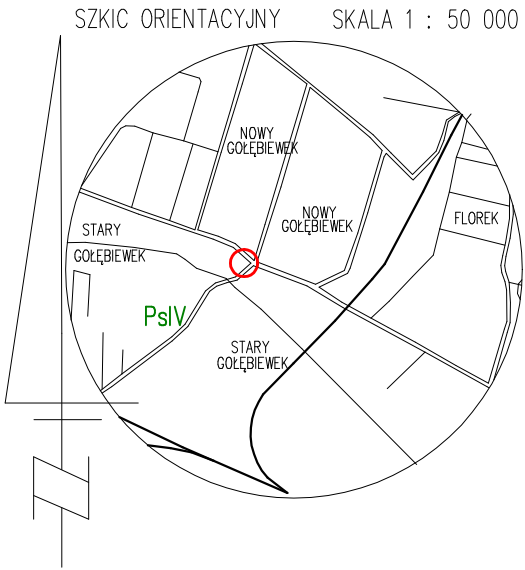 SZKIC ORIENTACYJNY SKALA 1 : 50 000
NOWY
GOŁĘBIEWEK
NOWY
GOŁĘBIEWEK
FLOREK
STARY
GOŁĘBIEWEK
PsIV
STARY
GOŁĘBIEWEK
N